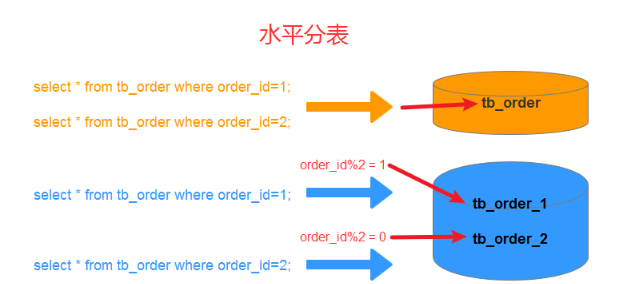 水平分表
select * from tb_order where order_id=1;
tb_order
select * from tb_order where order_id=2;
order_id%2 = 1
select * from tb_order where order_id=1;
tb_order_1
order_id%2 = 0
tb_order_2
select * from tb_order where order_id=2;